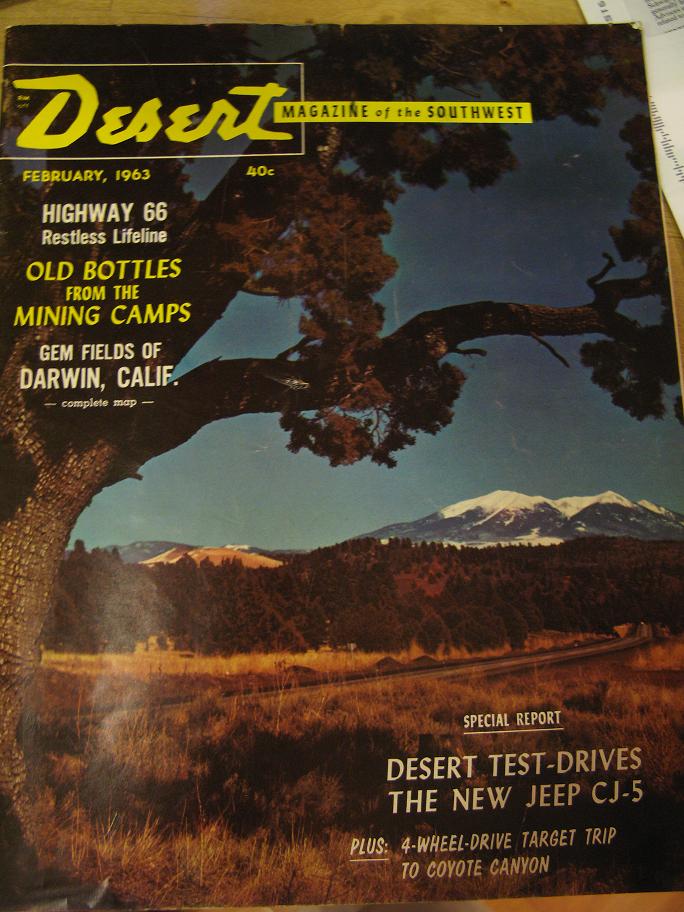 Desert
MAGAZINE of the SOUTHWEST
FEBRUARY, 1963 40c
HIGHWAY 66
Restless Lifeline
OLD BOTTLES
FROM THE
MINING CAMPS
GEM FIELDS OF
DARWIN, CALIF.
— complete map —
SPECIAL REPORT
DESERT TEST-DRIVES
THE NEW JEEP CJ-5
PLUS: 4-WHEEL-DRIVE TARGET TRIP
TO COYOTE CANYON